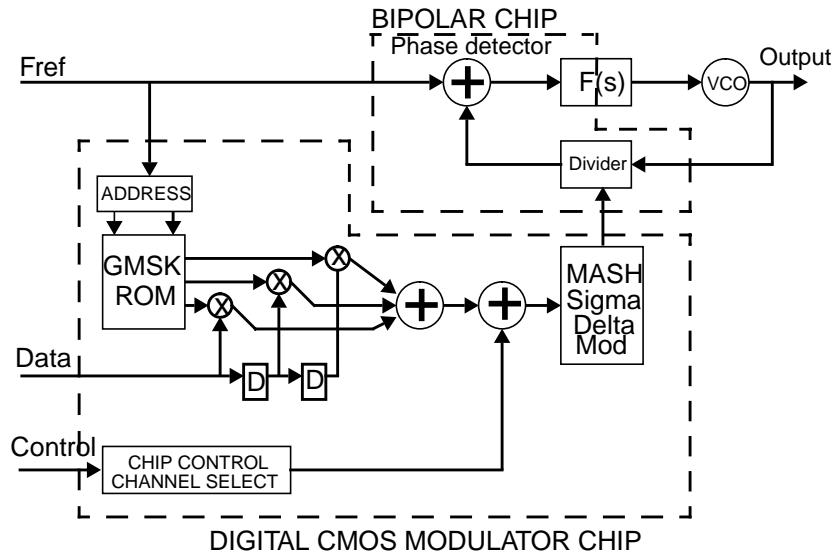 BIPOLAR CHIP
Fref
Phase detector
+
F(s)
VCO
Output
Divider
ADDRESS
GMSK
ROM
X
X
X
+
+
MASH
Sigma
Delta
Mod
Data
D
D
Control
CHIP CONTROL
CHANNEL SELECT
DIGITAL CMOS MODULATOR CHIP